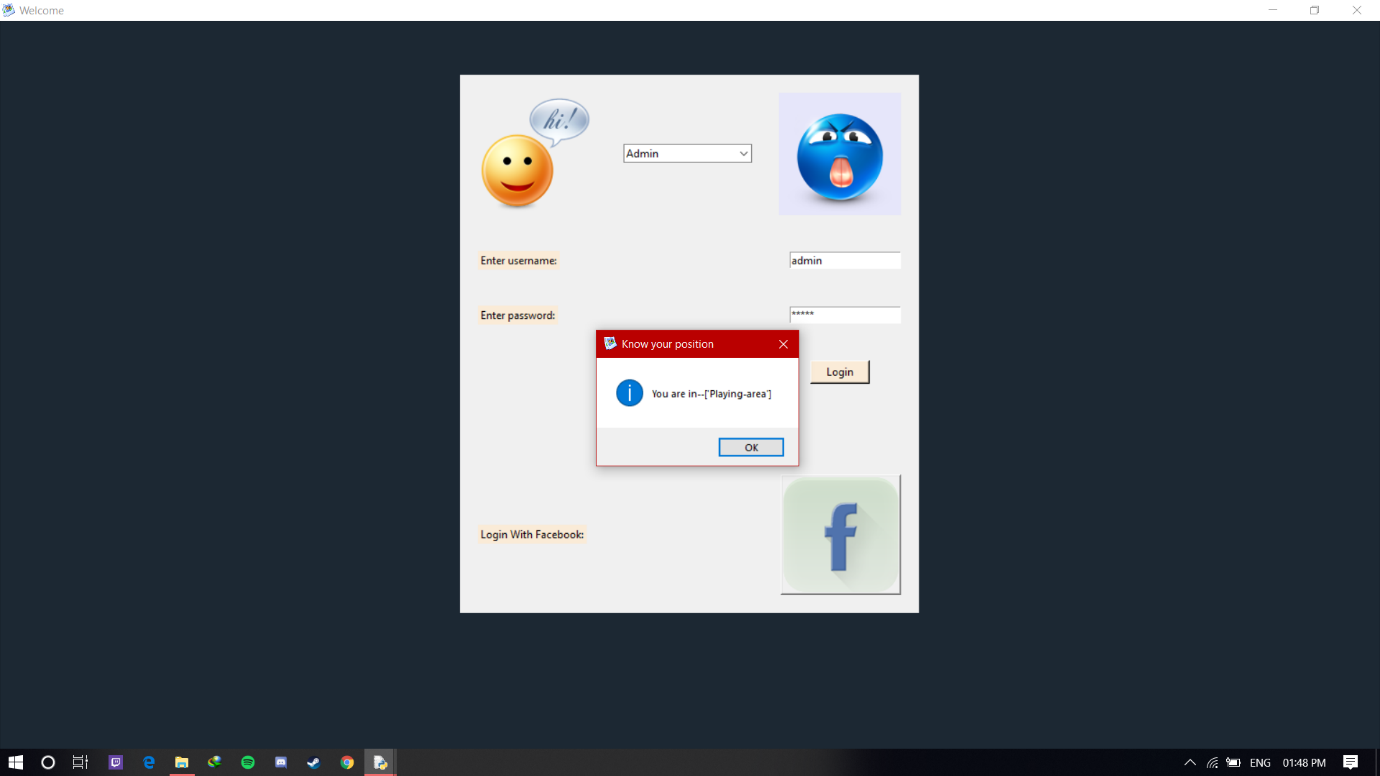 Welcome
hi!
Admin
Enter username:
admin
Enter password:
*****
Know your position
You are in--['Playing-area']
OK
Login
Login With Facebook:
f
ENG
01:48 PM